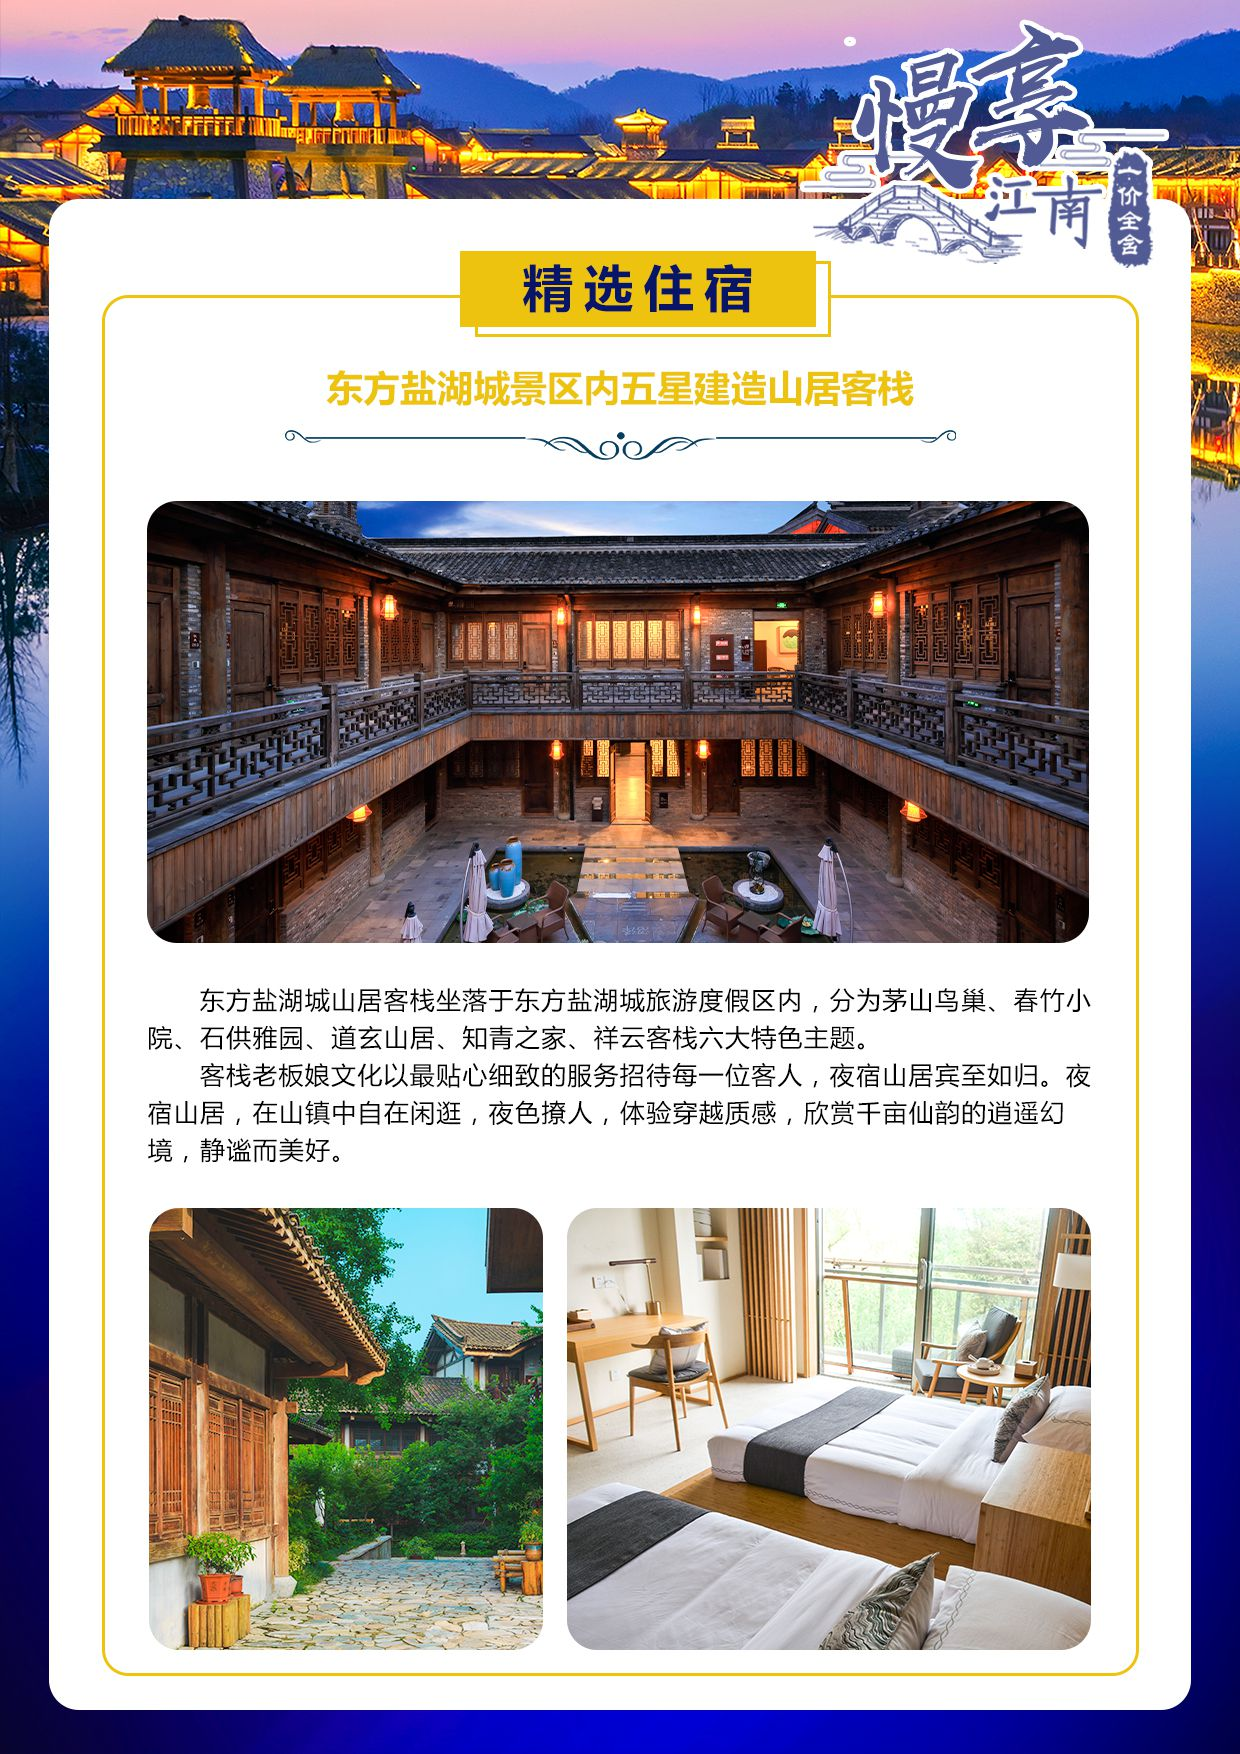 慢享
江南
一价全含
精选住宿
东方盐湖城景区内五星建造山居客栈
东方盐湖城山居客栈坐落于东方盐湖城旅游度假区内，分为茅山鸟巢、春竹小
院、石供雅园、道玄山居、知青之家、祥云客栈六大特色主题。
客栈老板娘文化以最贴心细致的服务招待每一位客人，夜宿山居宾至如归。夜
宿山居，在山镇中自在闲逛，夜色撩人，体验穿越质感，欣赏千亩仙韵的逍遥幻
境，静谧而美好。